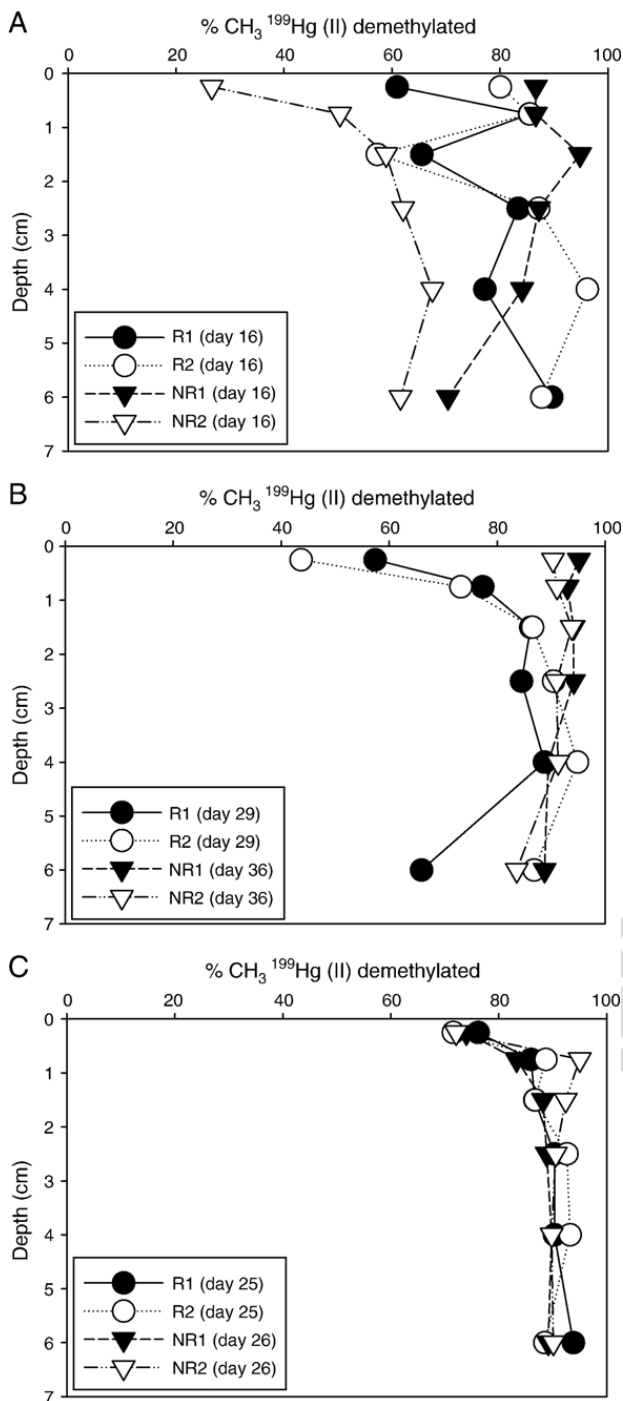 A
% CH₃ ¹⁹⁹Hg (II) demethylated
0 20 40 60 80 100
0
1
2
3
4
5
6
7
Depth (cm)
R1 (day 16)
R2 (day 16)
NR1 (day 16)
NR2 (day 16)
B
% CH₃ ¹⁹⁹Hg (II) demethylated
0 20 40 60 80 100
0
1
2
3
4
5
6
7
Depth (cm)
R1 (day 29)
R2 (day 29)
NR1 (day 36)
NR2 (day 36)
C
% CH₃ ¹⁹⁹Hg (II) demethylated
0 20 40 60 80 100
0
1
2
3
4
5
6
7
Depth (cm)
R1 (day 25)
R2 (day 25)
NR1 (day 26)
NR2 (day 26)